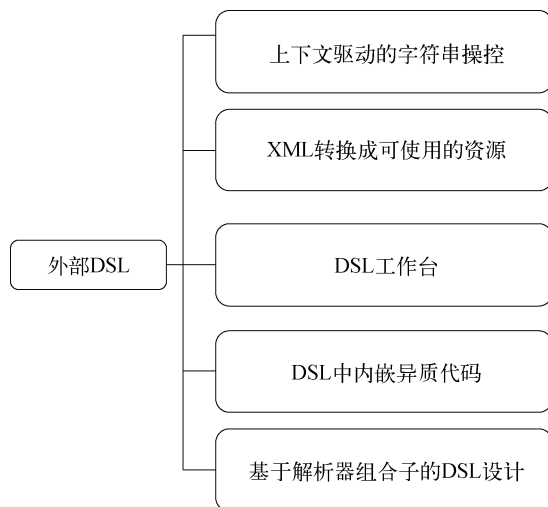 上下文驱动的字符串操控
XML转换成可使用的资源
外部DSL
DSL工作台
DSL中内嵌异质代码
基于解析器组合子的DSL设计